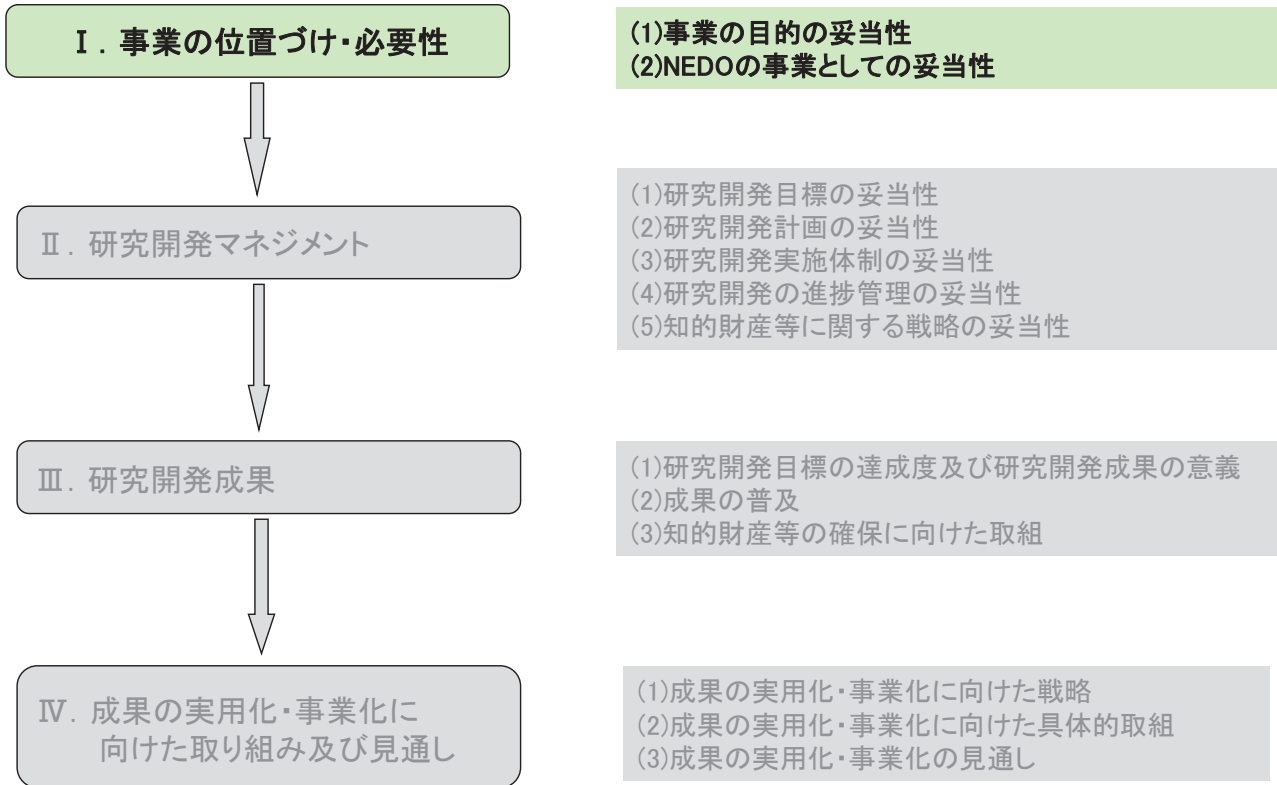 Ⅰ. 事業の位置づけ・必要性
(1)事業の目的の妥当性
(2)NEDOの事業としての妥当性
Ⅱ. 研究開発マネジメント
(1)研究開発目標の妥当性
(2)研究開発計画の妥当性
(3)研究開発実施体制の妥当性
(4)研究開発の進捗管理の妥当性
(5)知的財産等に関する戦略の妥当性
Ⅲ. 研究開発成果
(1)研究開発目標の達成度及び研究開発成果の意義
(2)成果の普及
(3)知的財産等の確保に向けた取組
Ⅳ. 成果の実用化・事業化に
向けた取り組み及び見通し
(1)成果の実用化・事業化に向けた戦略
(2)成果の実用化・事業化に向けた具体的取組
(3)成果の実用化・事業化の見通し